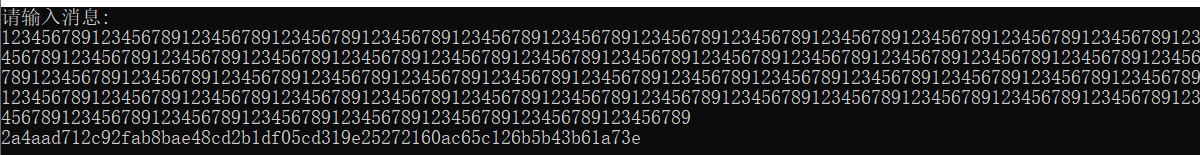 请输入消息:
123456789123456789123456789123456789123456789123456789123456789123456789123456789123456789123456789123456789123456789123
456789123456789123456789123456789123456789123456789123456789123456789123456789123456789123456789123456789123456789123456
789123456789123456789123456789123456789123456789123456789123456789123456789123456789123456789123456789123456789123456789
123456789123456789123456789123456789123456789123456789123456789123456789123456789123456789123456789123456789123456789123
456789123456789123456789123456789123456789123456789123456789123456789
2a4aad712c92fab8bae48cd2b1df05cd319e25272160ac65c126b5b43b61a73e